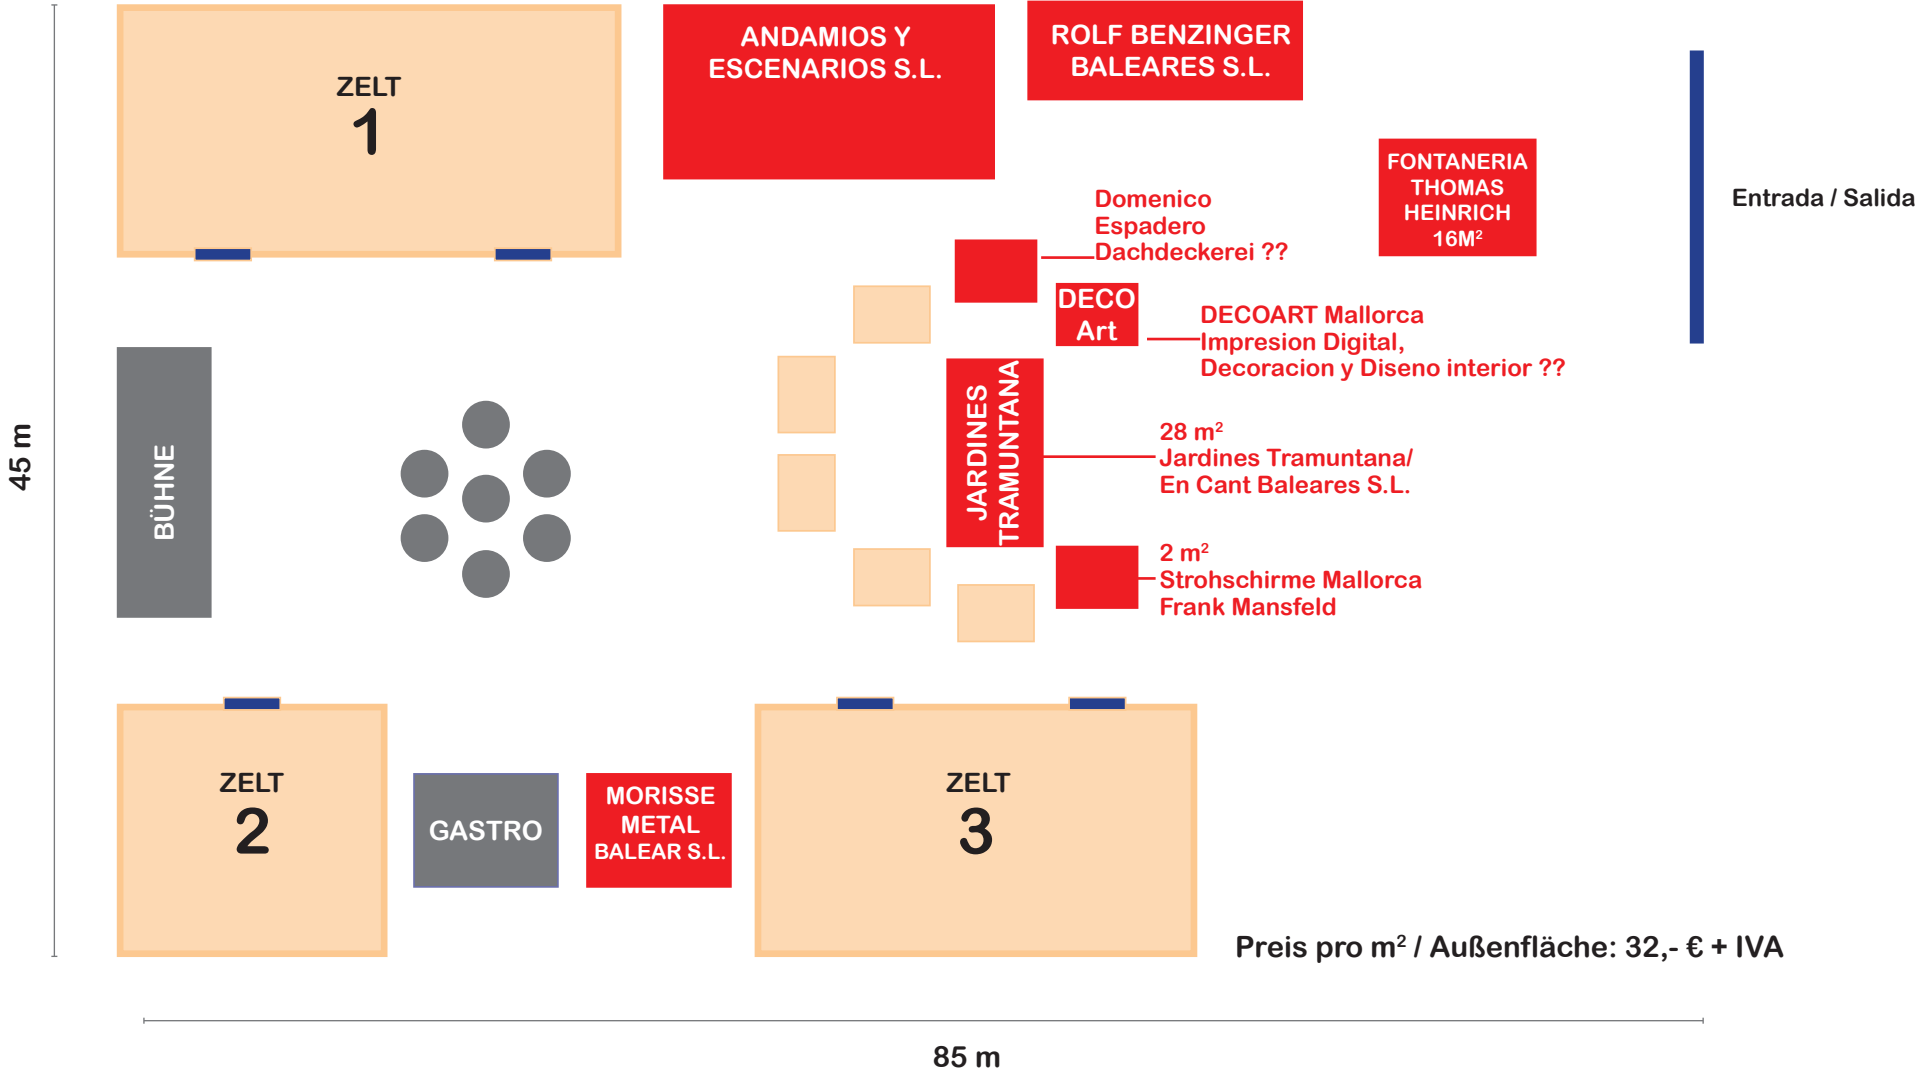 ZELT
1
ANDAMIOS Y
ESCENARIOS S.L.
ROLF BENZINGER
BALEARES S.L.
FONTANERIA
THOMAS
HEINRICH
16M²
Entrada / Salida
Domenico
Espadero
Dachdeckerei ??
DECO
Art
DECOART Mallorca
Impresion Digital,
Decoracion y Diseno interior ??
45 m
BÜHNE
JARDINES
TRAMUNTANA
28 m²
Jardines Tramuntana/
En Cant Baleares S.L.
2 m²
Strohschirme Mallorca
Frank Mansfeld
ZELT
2
GASTRO
MORISSE
METAL
BALEAR S.L.
ZELT
3
Preis pro m² / Außenfläche: 32,- € + IVA
85 m